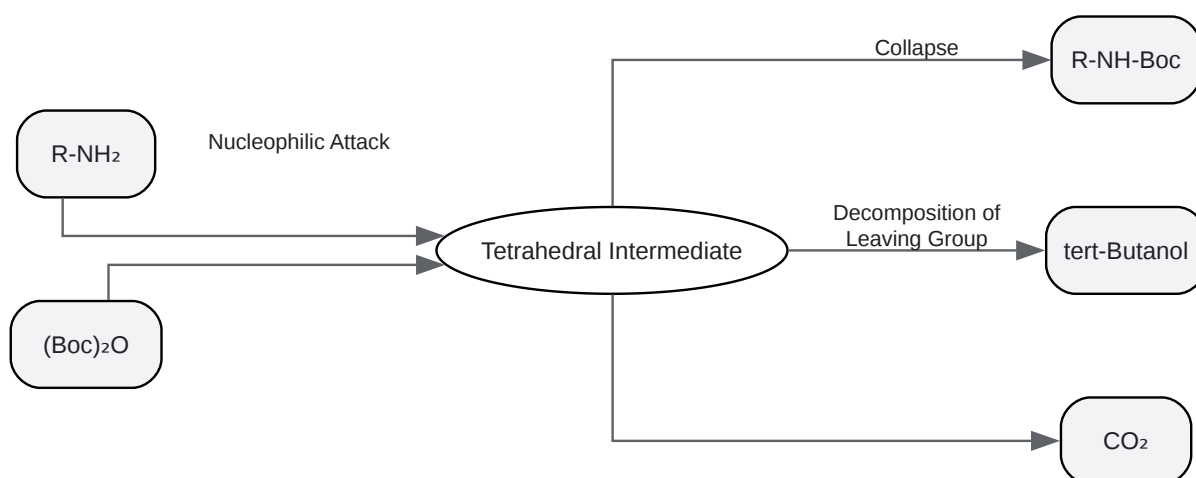 Collapse
R-NH-Boc
R-NH₂
Nucleophilic Attack
Decomposition of
Leaving Group
Tetrahedral Intermediate
tert-Butanol
(Boc)₂O
CO₂